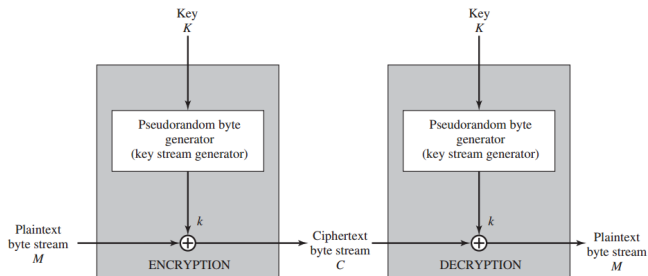 Key
K
Key
K
Pseudorandom byte
generator
(key stream generator)
Pseudorandom byte
generator
(key stream generator)
k
k
Plaintext
byte stream
M
Ciphertext
byte stream
C
Plaintext
byte stream
M
ENCRYPTION
DECRYPTION